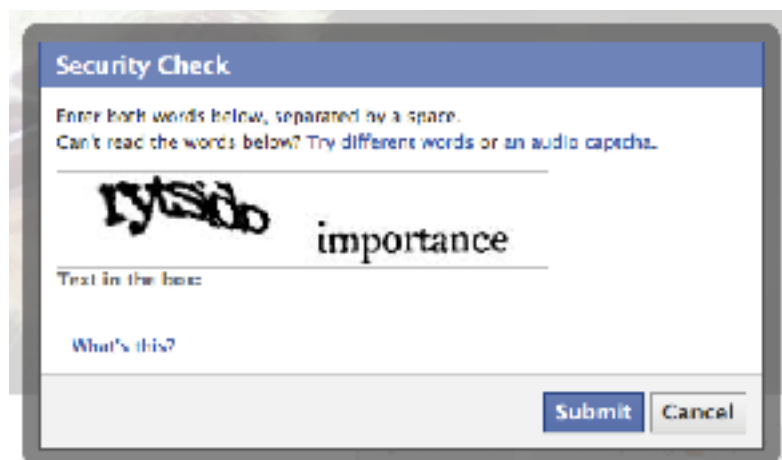 Security Check
Enter both words below, separated by a space.
Can't read the words below? Try different words or an audio captcha.
importance
Text in the box:
What's this?
Submit Cancel